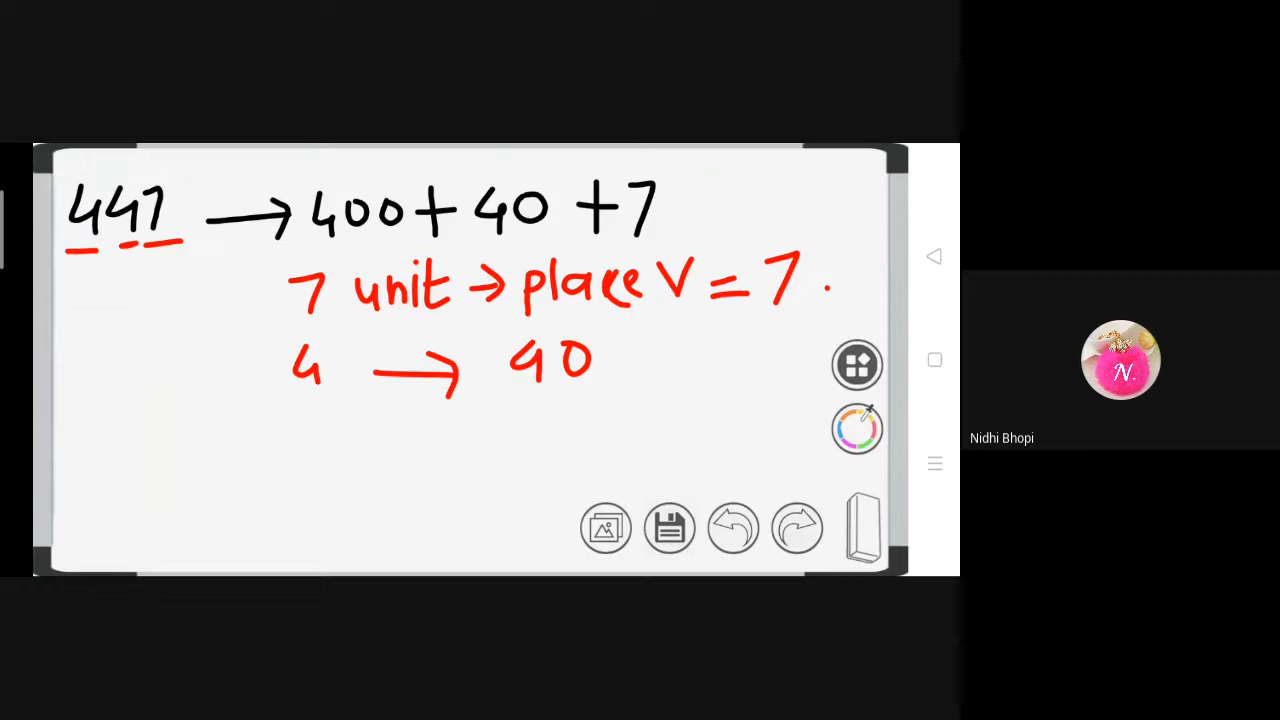 447 → 400 + 40 + 7
7 unit → place V = 7.
4 → 40
N.
Nidhi Bhopi